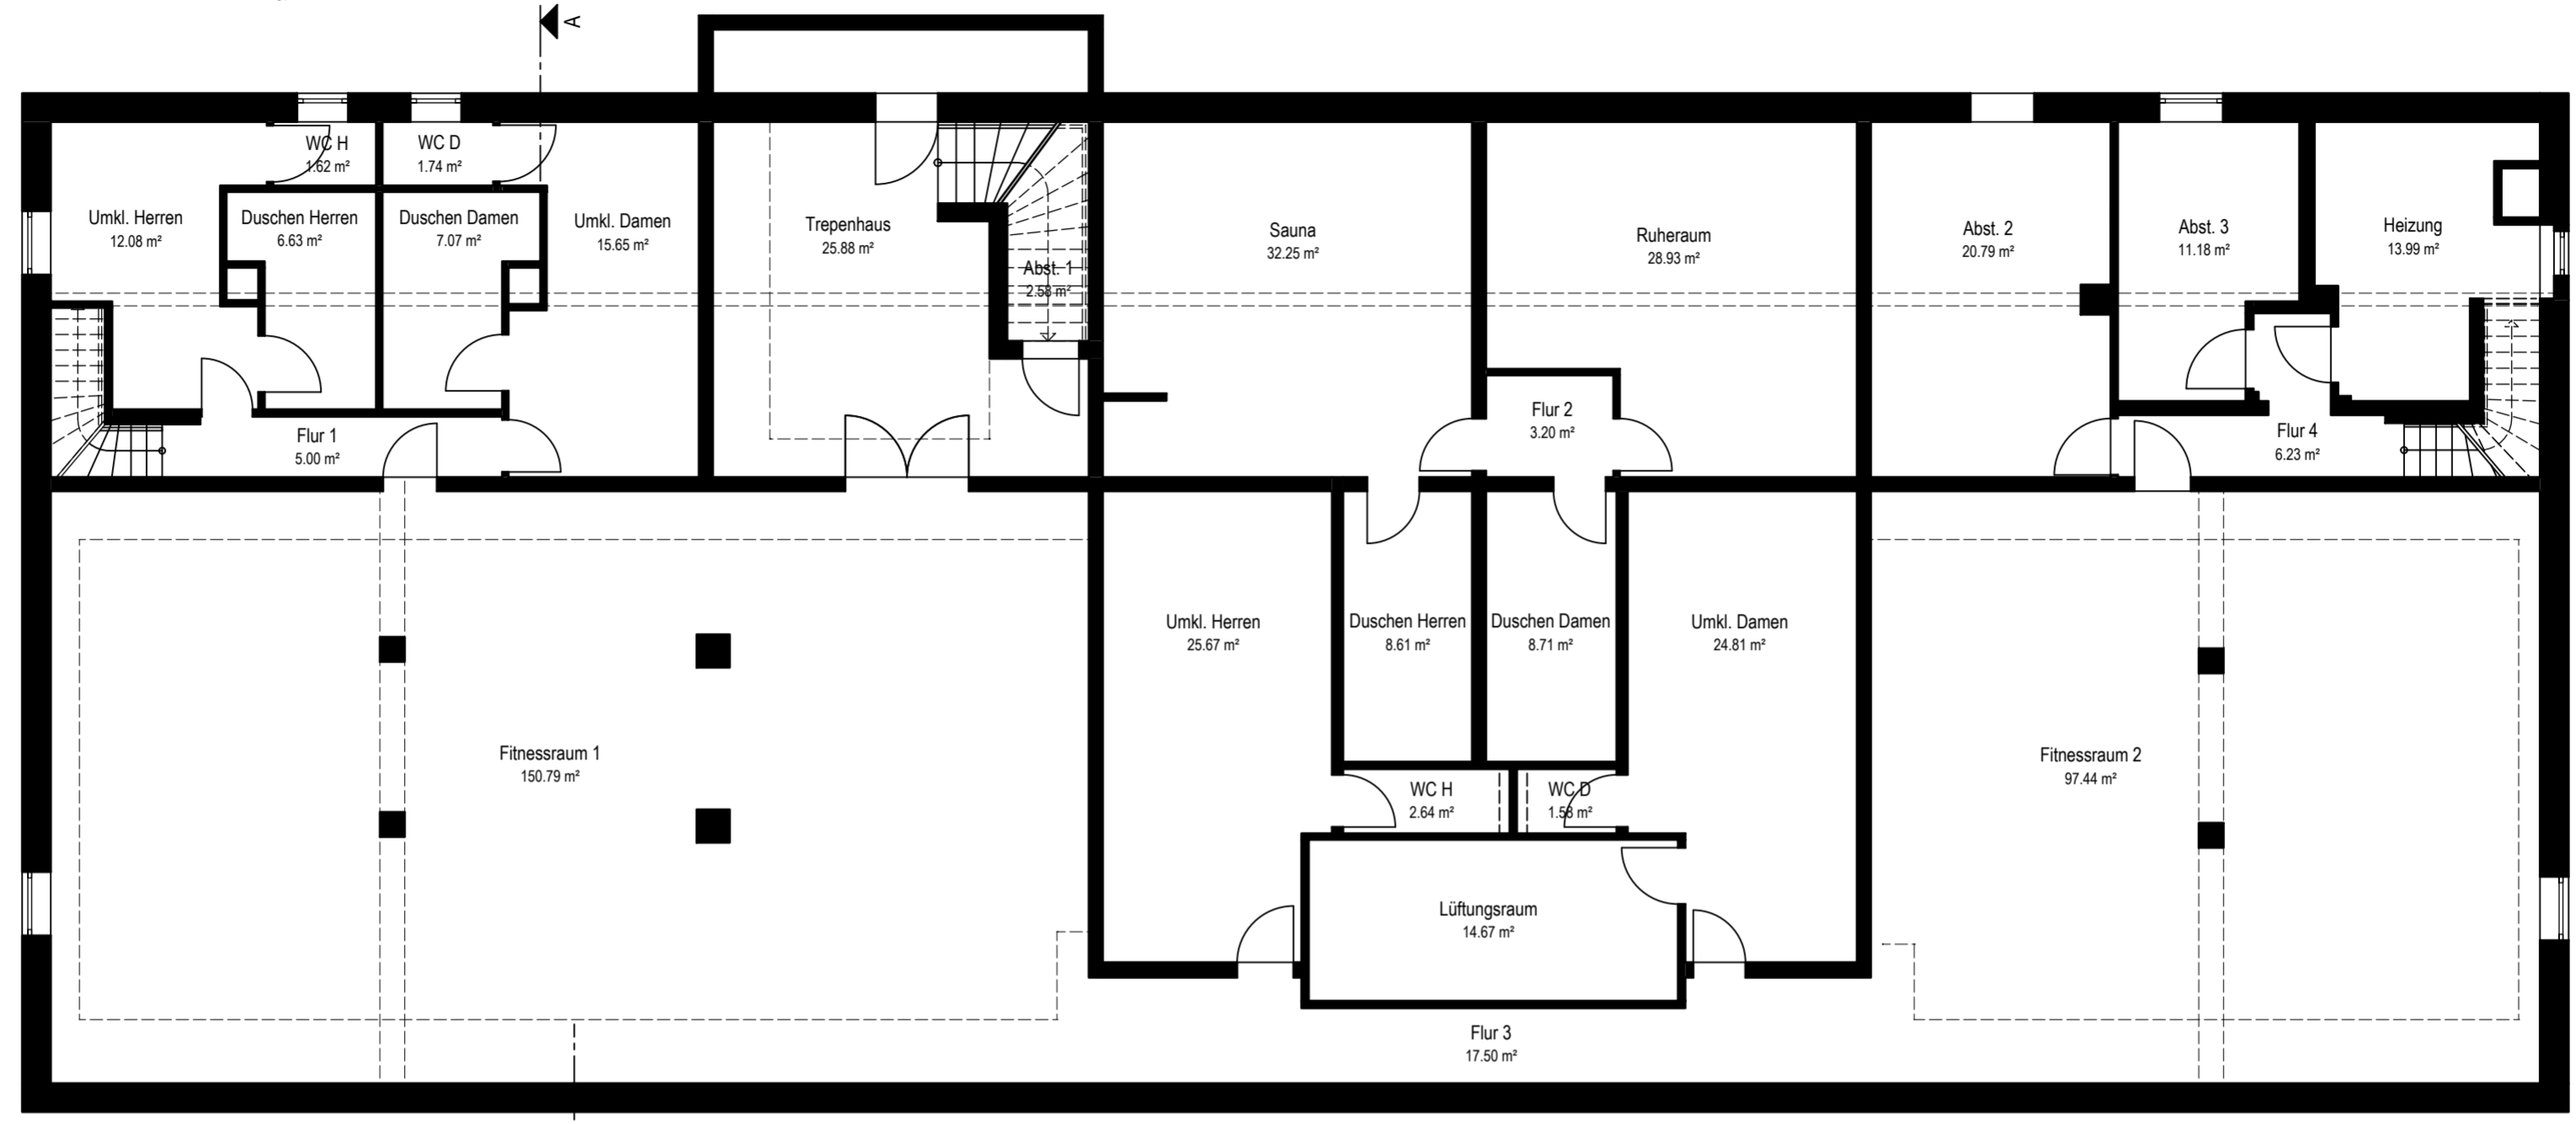 A
WC H
1.62 m²
WC D
1.74 m²
Umkl. Herren
12.08 m²
Duschen Herren
6.63 m²
Duschen Damen
7.07 m²
Umkl. Damen
15.65 m²
Trepenhaus
25.88 m²
Abst. 1
2.58 m²
Sauna
32.25 m²
Ruheraum
28.93 m²
Abst. 2
20.79 m²
Abst. 3
11.18 m²
Heizung
13.99 m²
Flur 1
5.00 m²
Flur 2
3.20 m²
Flur 4
6.23 m²
Umkl. Herren
25.67 m²
Duschen Herren
8.61 m²
Duschen Damen
8.71 m²
Umkl. Damen
24.81 m²
Fitnessraum 1
150.79 m²
WC H
2.64 m²
WC D
1.58 m²
Fitnessraum 2
97.44 m²
Lüftungsraum
14.67 m²
Flur 3
17.50 m²